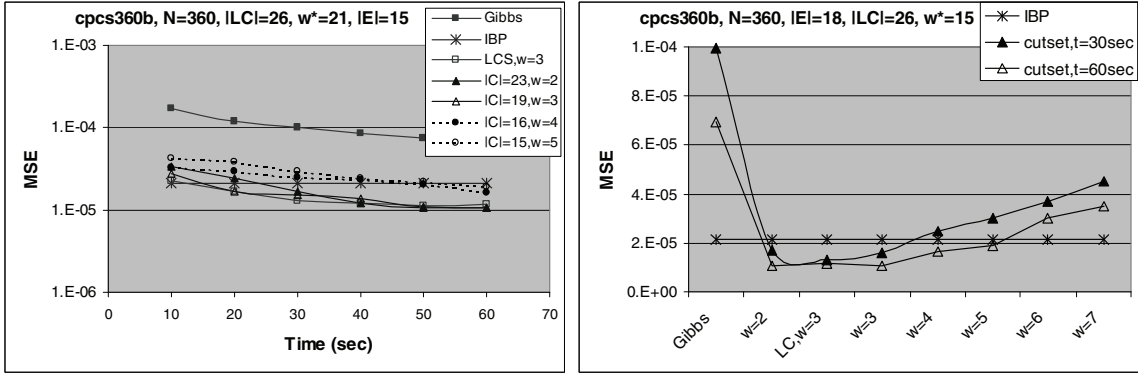 cpcs360b, N=360, |LC|=26, w*=21, |E|=15
Gibbs
IBP
LCS,w=3
|C|=23,w=2
|C|=19,w=3
|C|=16,w=4
|C|=15,w=5
1.E-03
1.E-04
1.E-05
1.E-06
MSE
0
10
20
30
40
50
60
70
Time (sec)
cpcs360b, N=360, |E|=18, |LC|=26, w*=15
IBP
cutset,t=30sec
cutset,t=60sec
1.E-04
8.E-05
6.E-05
4.E-05
2.E-05
0.E+00
MSE
Gibbs
w=2
LC,w=3
w=3
w=4
w=5
w=6
w=7